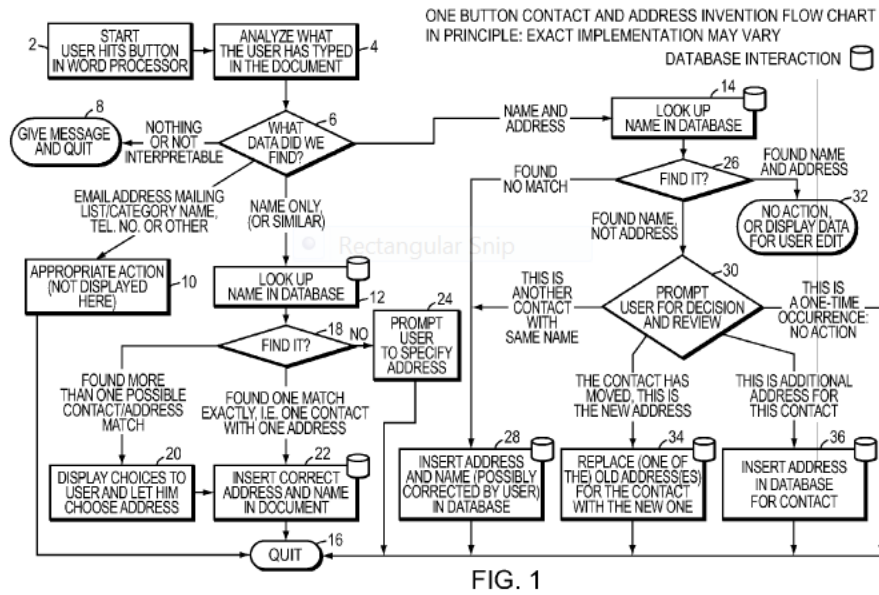 ONE BUTTON CONTACT AND ADDRESS INVENTION FLOW CHART
IN PRINCIPLE: EXACT IMPLEMENTATION MAY VARY
DATABASE INTERACTION
2
START
USER HITS BUTTON
IN WORD PROCESSOR
4
ANALYZE WHAT
THE USER HAS TYPED
IN THE DOCUMENT
6
WHAT
DATA DID WE
FIND?
8
GIVE MESSAGE
AND QUIT
NOTHING
OR NOT
INTERPRETABLE
NAME AND
ADDRESS
14
LOOK UP
NAME IN DATABASE
EMAIL ADDRESS MAILING
LIST/CATEGORY NAME,
TEL. NO. OR OTHER
NAME ONLY,
(OR SIMILAR)
FOUND
NO MATCH
26
FIND IT?
FOUND NAME
AND ADDRESS
32
NO ACTION,
OR DISPLAY DATA
FOR USER EDIT
FOUND NAME,
NOT ADDRESS
Rectangular Snip
APPROPRIATE ACTION
(NOT DISPLAYED
HERE)
10
LOOK UP
NAME IN DATABASE
12
24
PROMPT
USER
TO SPECIFY
ADDRESS
THIS IS
ANOTHER
CONTACT
WITH
SAME NAME
30
PROMPT
USER FOR DECISION
AND REVIEW
THIS IS
A ONE-TIME
OCCURRENCE:
NO ACTION
18
FIND IT?
NO
FOUND MORE
THAN ONE POSSIBLE
CONTACT/ADDRESS
MATCH
FOUND ONE MATCH
EXACTLY, I.E. ONE CONTACT
WITH ONE ADDRESS
THE CONTACT HAS
MOVED, THIS IS
THE NEW ADDRESS
THIS IS ADDITIONAL
ADDRESS FOR
THIS CONTACT
20
DISPLAY CHOICES TO
USER AND LET HIM
CHOOSE ADDRESS
22
INSERT CORRECT
ADDRESS AND NAME
IN DOCUMENT
28
INSERT ADDRESS
AND NAME (POSSIBLY
CORRECTED BY USER)
IN DATABASE
34
REPLACE (ONE OF
THE) OLD ADDRESS(ES)
FOR THE CONTACT
WITH THE NEW ONE
36
INSERT ADDRESS
IN DATABASE
FOR CONTACT
16
QUIT
FIG. 1